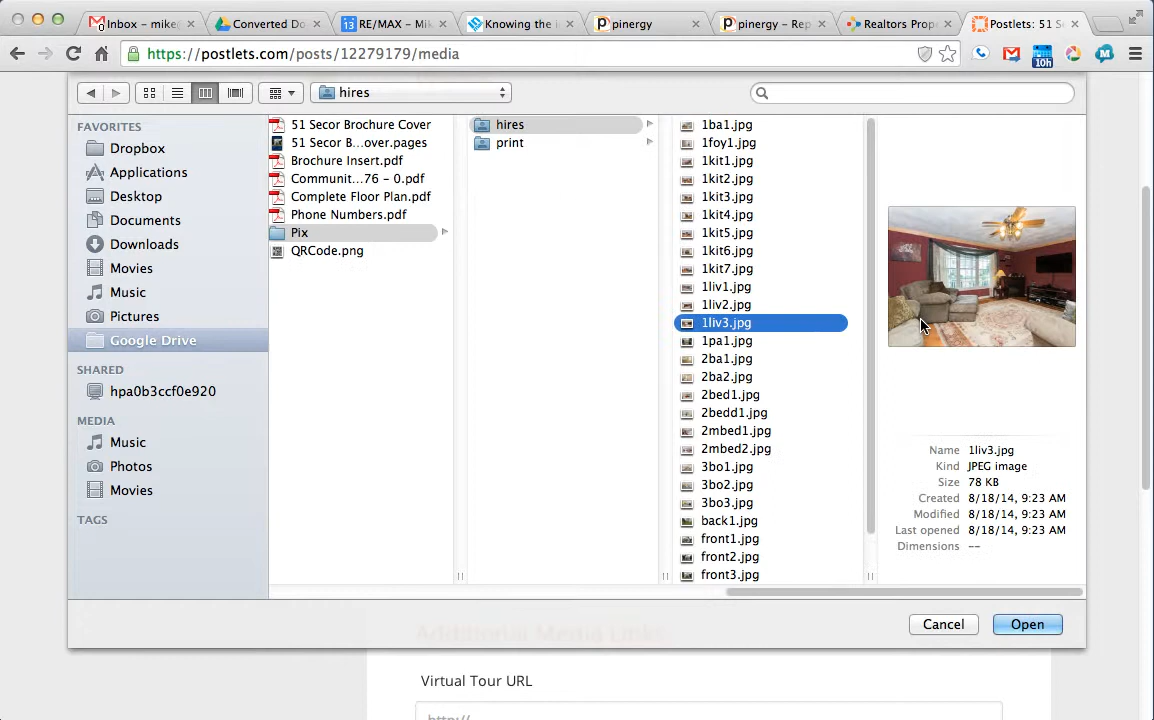 Inbox – mike@
Converted Do
13 RE/MAX – Mik
Knowing the i
pinergy
pinergy – Rep
Realtors Prop
Postlets: 51 S
https://postlets.com/posts/12279179/media
10h
hires
FAVORITES
Dropbox
Applications
Desktop
Documents
Downloads
Movies
Music
Pictures
Google Drive
SHARED
hpa0b3ccf0e920
MEDIA
Music
Photos
Movies
TAGS
51 Secor Brochure Cover
51 Secor B...over.pages
Brochure Insert.pdf
Communit...76 – 0.pdf
Complete Floor Plan.pdf
Phone Numbers.pdf
Pix
QRCode.png
hires
print
1ba1.jpg
1foy1.jpg
1kit1.jpg
1kit2.jpg
1kit3.jpg
1kit4.jpg
1kit5.jpg
1kit6.jpg
1kit7.jpg
1liv1.jpg
1liv2.jpg
1liv3.jpg
1pa1.jpg
2ba1.jpg
2ba2.jpg
2bed1.jpg
2bedd1.jpg
2mbed1.jpg
2mbed2.jpg
3bo1.jpg
3bo2.jpg
3bo3.jpg
back1.jpg
front1.jpg
front2.jpg
front3.jpg
Name 1liv3.jpg
Kind JPEG image
Size 78 KB
Created 8/18/14, 9:23 AM
Modified 8/18/14, 9:23 AM
Last opened 8/18/14, 9:23 AM
Dimensions --
Cancel
Open
Additional Media Links
Virtual Tour URL
http://